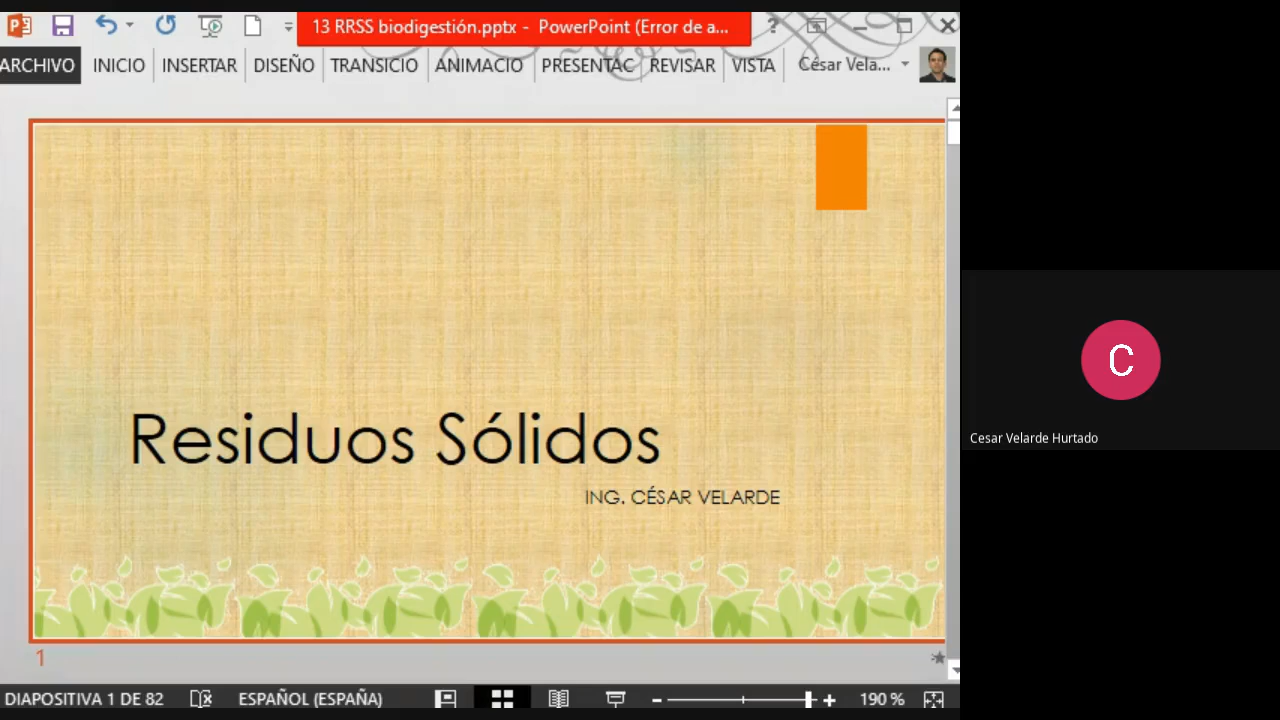 13 RRSS biodigestión.pptx - PowerPoint (Error de a...
?
ARCHIVO INICIO INSERTAR DISEÑO TRANSICIO ANIMACIO PRESENTAC REVISAR VISTA César Vela...
Residuos Sólidos
ING. CÉSAR VELARDE
C
Cesar Velarde Hurtado
1
DIAPOSITIVA 1 DE 82 ESPAÑOL (ESPAÑA) 190 %